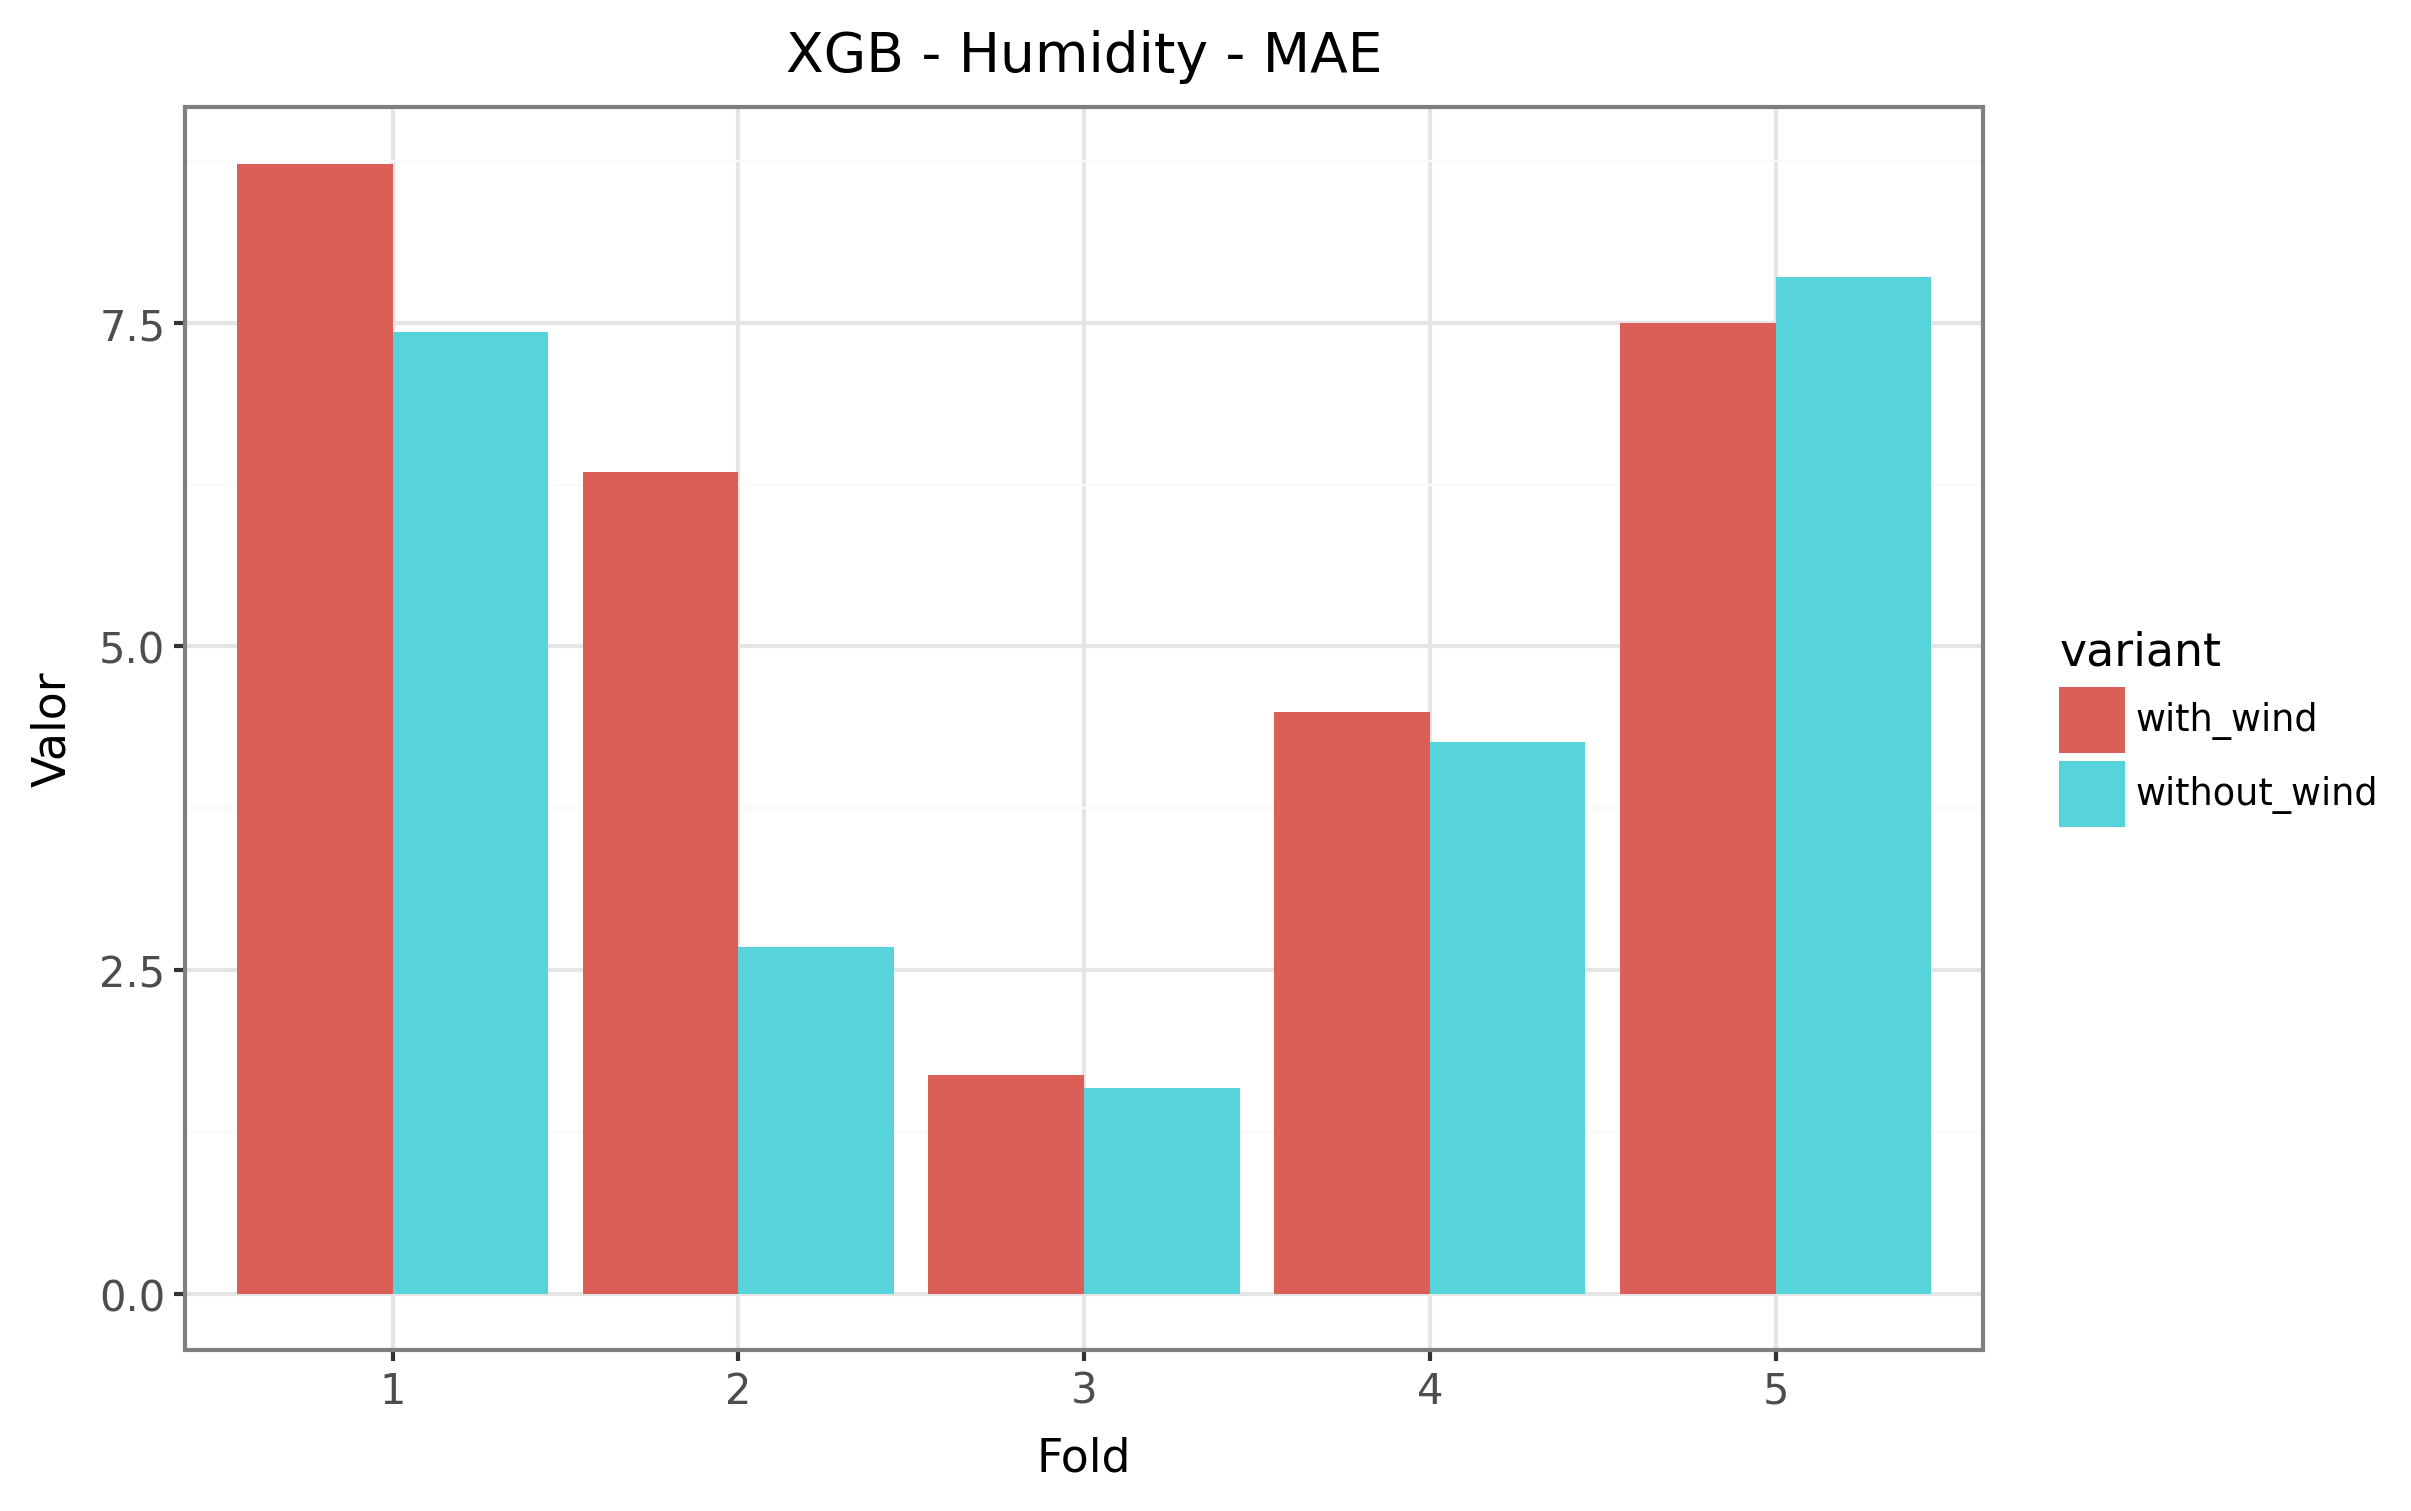 XGB - Humidity - MAE
Valor
7.5
5.0
2.5
0.0
1 2 3 4 5
Fold
variant
with_wind
without_wind